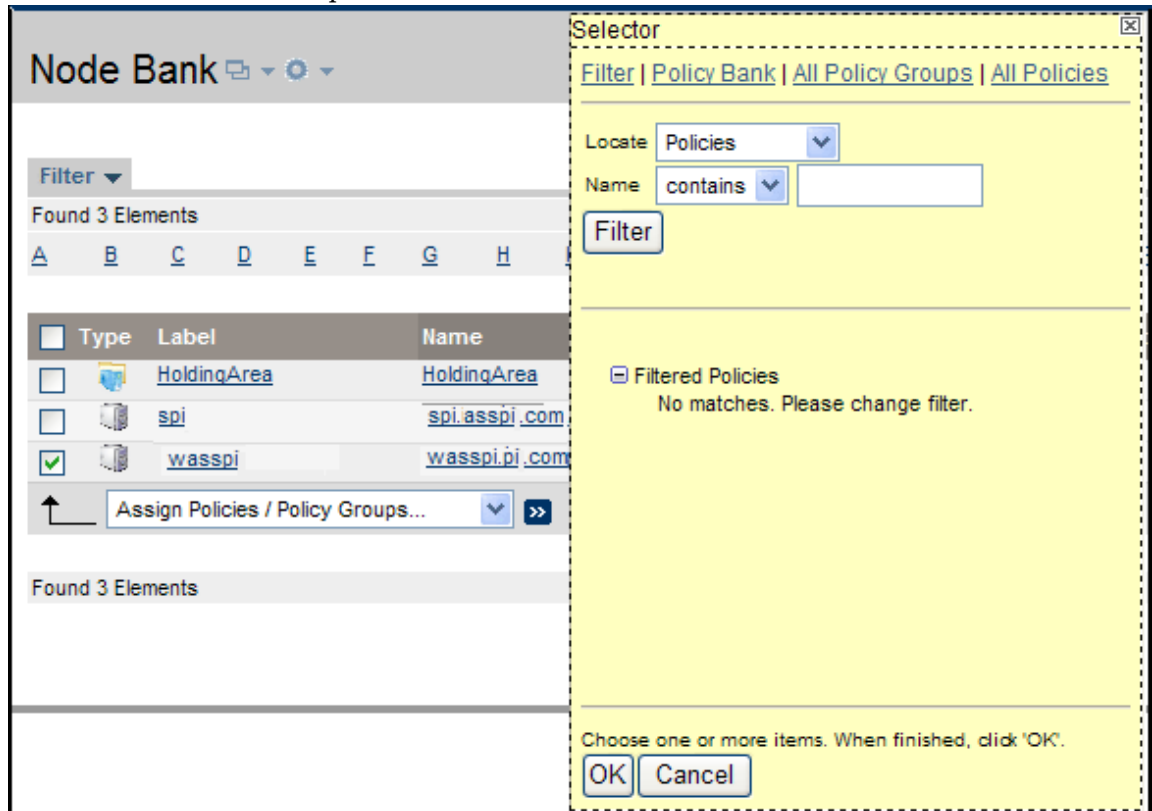 Node Bank
Filter
Found 3 Elements
A B C D E F G H
Type Label Name
HoldingArea HoldingArea
spi spi.asspi.com
wasspi wasspi.pi.com
Assign Policies / Policy Groups...
Found 3 Elements
Selector
Filter | Policy Bank | All Policy Groups | All Policies
Locate Policies
Name contains
Filter
Filtered Policies
No matches. Please change filter.
Choose one or more items. When finished, click 'OK'.
OK Cancel